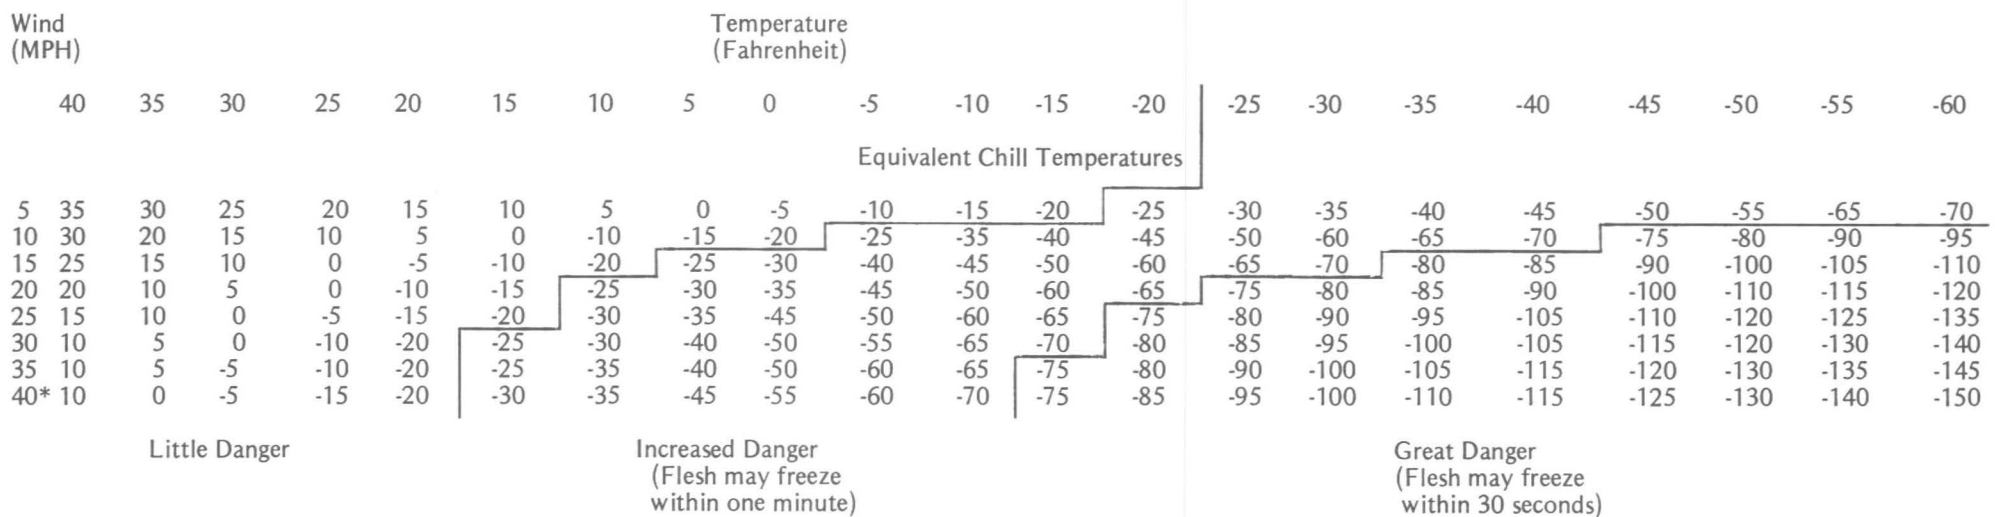 Wind
(MPH)
Temperature
(Fahrenheit)
40 35 30 25 20 15 10 5 0 -5 -10 -15 -20 -25 -30 -35 -40 -45 -50 -55 -60
Equivalent Chill Temperatures
5 35 30 25 20 15 10 5 0 -5 -10 -15 -20 -25 -30 -35 -40 -45 -50 -55 -65 -70
10 30 20 15 10 5 0 -10 -15 -20 -25 -35 -40 -45 -50 -60 -65 -70 -75 -80 -90 -95
15 25 15 10 0 -5 -10 -20 -25 -30 -40 -45 -50 -60 -65 -70 -80 -85 -90 -100 -105 -110
20 20 10 5 0 -10 -15 -25 -30 -35 -45 -50 -60 -65 -75 -80 -85 -90 -100 -110 -115 -120
25 15 10 0 -5 -15 -20 -30 -35 -45 -50 -60 -65 -75 -80 -90 -95 -105 -110 -120 -125 -135
30 10 5 0 -10 -20 -25 -30 -40 -50 -55 -65 -70 -80 -85 -95 -100 -105 -115 -120 -130 -140
35 10 5 -5 -10 -20 -25 -35 -40 -50 -60 -65 -75 -80 -90 -100 -105 -115 -120 -130 -135 -145
40* 10 0 -5 -15 -20 -30 -35 -45 -55 -60 -70 -75 -85 -95 -100 -110 -115 -125 -130 -140 -150
Little Danger
Increased Danger
(Flesh may freeze
within one minute)
Great Danger
(Flesh may freeze
within 30 seconds)